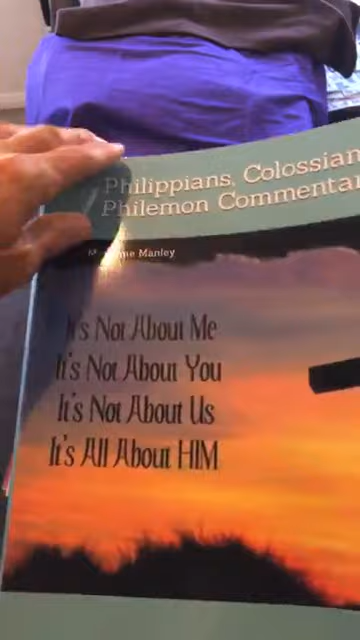 Philippians, Colossian
Philemon Commenta
Manley
It's Not About Me
It's Not About You
It's Not About Us
It's All About HIM